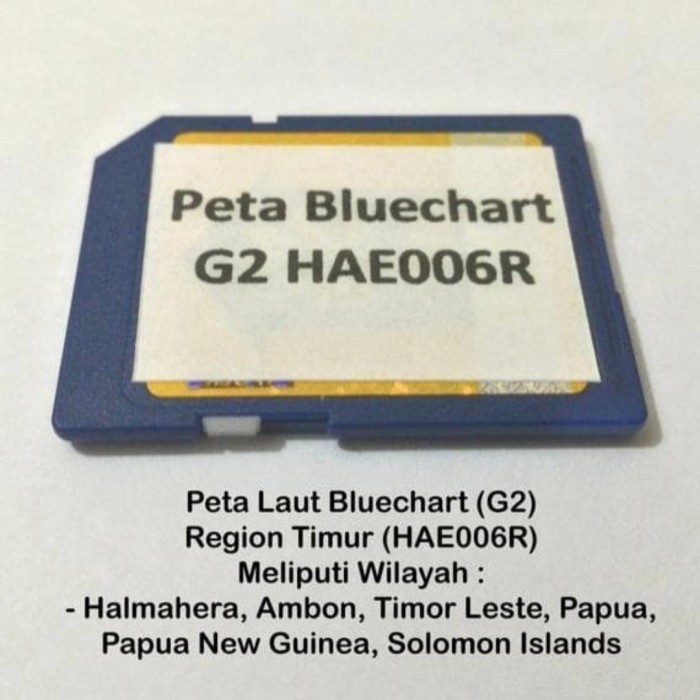 Peta Bluechart
G2 HAE006R
Peta Laut Bluechart (G2)
Region Timur (HAE006R)
Meliputi Wilayah :
- Halmahera, Ambon, Timor Leste, Papua,
Papua New Guinea, Solomon Islands